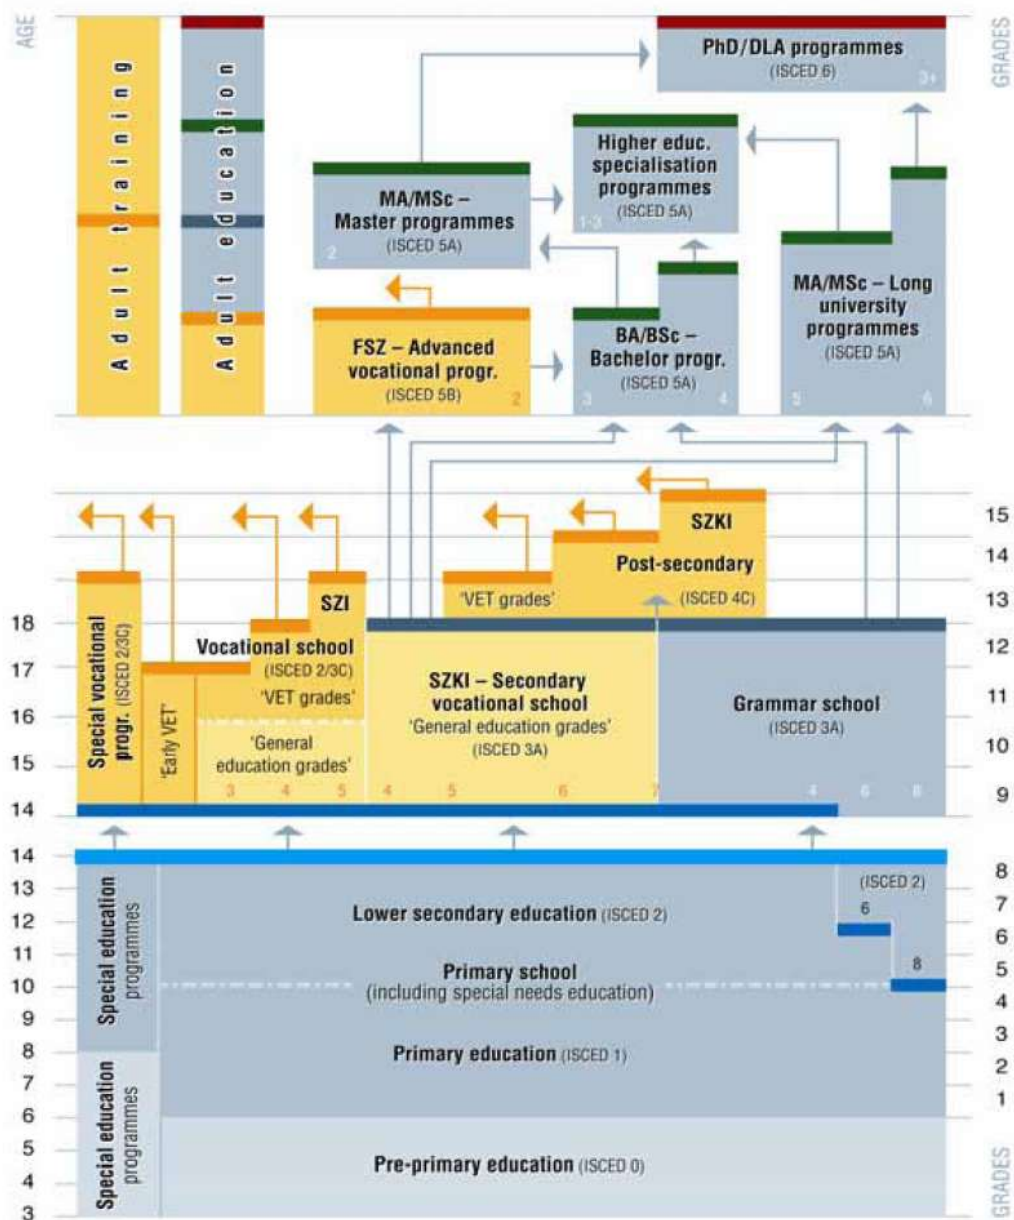 AGE
GRADES
Adult training
Adult education
PhD/DLA programmes
(ISCED 6)
3+
Higher educ.
specialisation
programmes
(ISCED 5A)
1-3
MA/MSc –
Master programmes
(ISCED 5A)
2
MA/MSc – Long
university
programmes
(ISCED 5A)
5
6
FSZ – Advanced
vocational progr.
(ISCED 5B)
2
BA/BSc –
Bachelor progr.
(ISCED 5A)
3
4
15
14
13
12
11
10
9
18
17
16
15
14
SZKI
Post-secondary
(ISCED 4C)
'VET grades'
Special vocational
progr. (ISCED 2/3C)
'Early VET'
SZI
Vocational school
(ISCED 2/3C)
'VET grades'
'General
education grades'
3
4
5
SZKI – Secondary
vocational school
'General education grades'
(ISCED 3A)
4
5
6
7
Grammar school
(ISCED 3A)
4
6
8
14
13
12
11
10
9
8
7
6
5
4
3
8
7
6
5
4
3
2
1
Special education
programmes
Special education
programmes
Lower secondary education (ISCED 2)
(ISCED 2)
6
8
Primary school
(including special needs education)
Primary education (ISCED 1)
Pre-primary education (ISCED 0)
GRADES